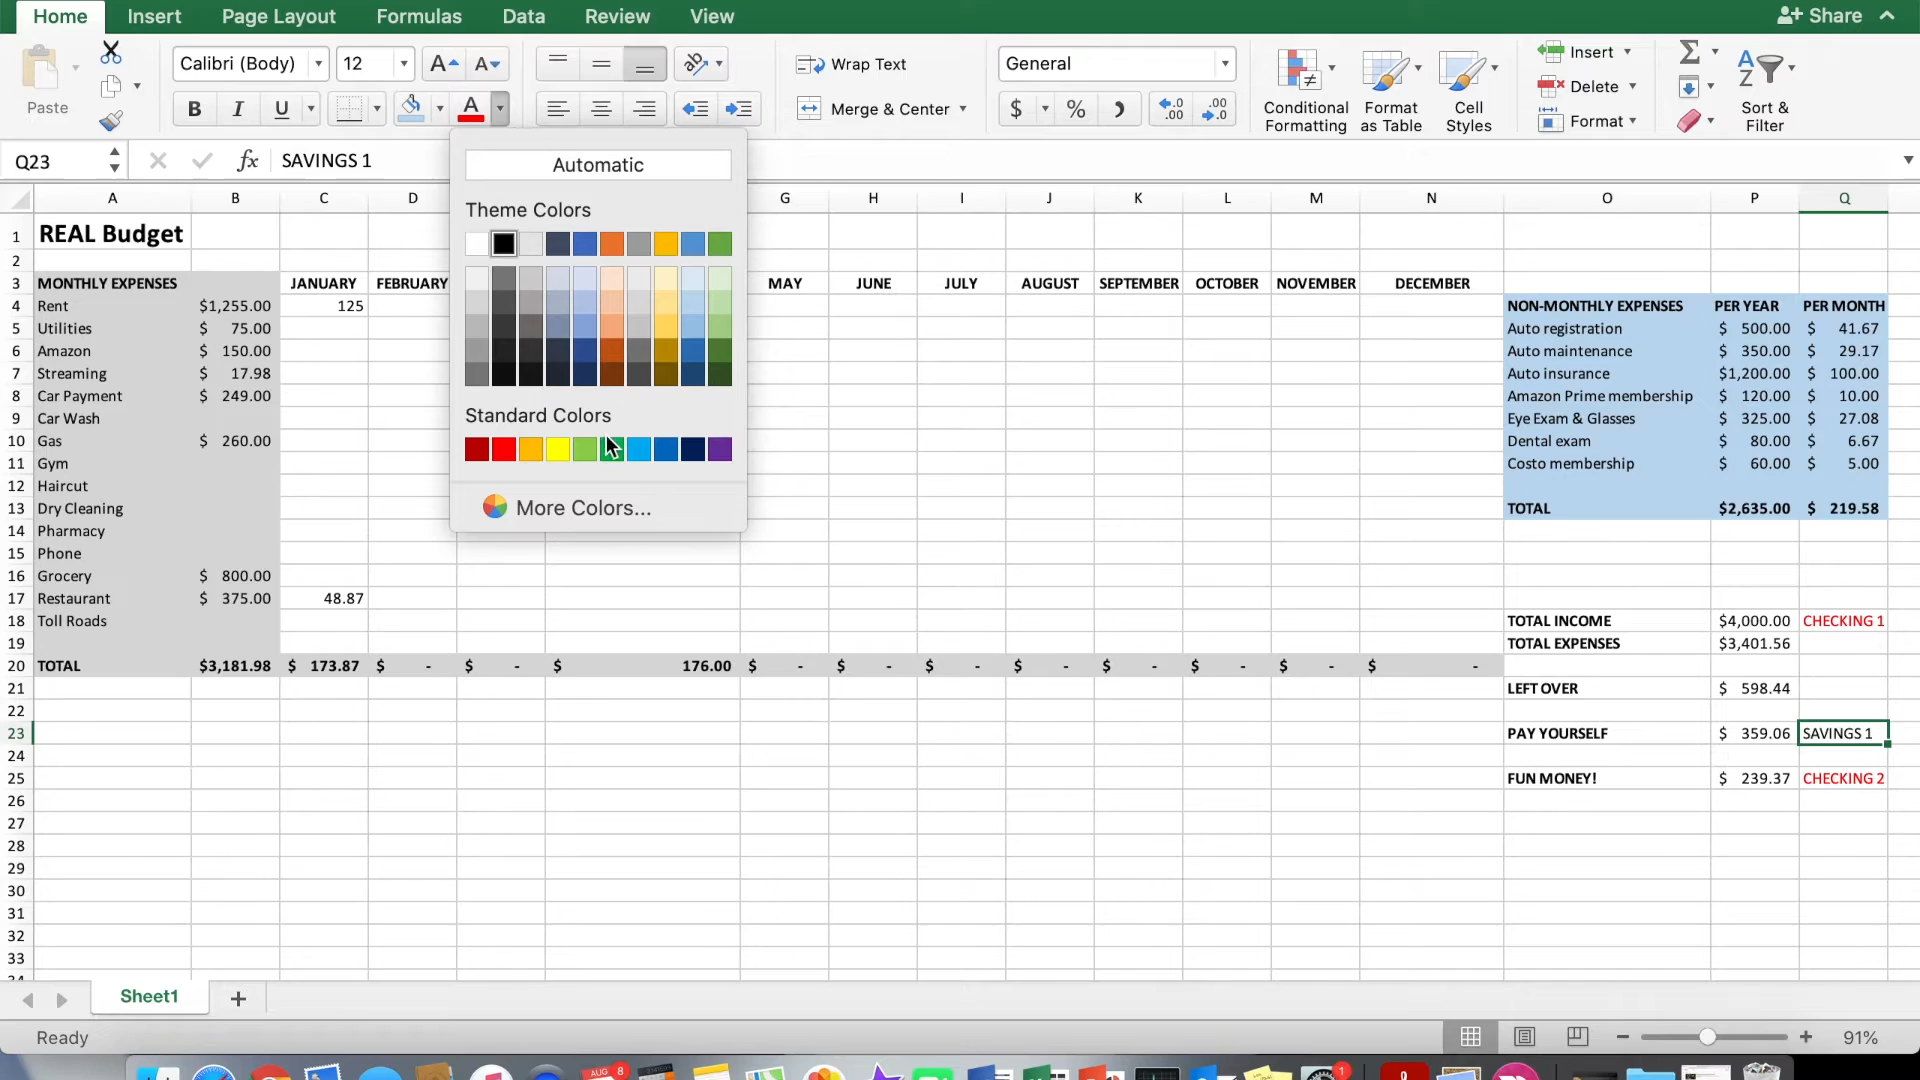 Home Insert Page Layout Formulas Data Review View Share
Paste
Calibri (Body) 12 A A
B I U A
ab
Wrap Text
Merge & Center
General
$ % ,
.0 .00
.00 .0
Conditional Formatting
Format as Table
Cell Styles
Insert
Delete
Format
Sort & Filter
Q23 fx SAVINGS 1
Automatic
Theme Colors
Standard Colors
More Colors...
A B C D G H I J K L M N O P Q
1 REAL Budget
2
3 MONTHLY EXPENSES JANUARY FEBRUARY MAY JUNE JULY AUGUST SEPTEMBER OCTOBER NOVEMBER DECEMBER
4 Rent $1,255.00 125 NON-MONTHLY EXPENSES PER YEAR PER MONTH
5 Utilities $ 75.00 Auto registration $ 500.00 $ 41.67
6 Amazon $ 150.00 Auto maintenance $ 350.00 $ 29.17
7 Streaming $ 17.98 Auto insurance $1,200.00 $ 100.00
8 Car Payment $ 249.00 Amazon Prime membership $ 120.00 $ 10.00
9 Car Wash Eye Exam & Glasses $ 325.00 $ 27.08
10 Gas $ 260.00 Dental exam $ 80.00 $ 6.67
11 Gym Costo membership $ 60.00 $ 5.00
12 Haircut
13 Dry Cleaning TOTAL $2,635.00 $ 219.58
14 Pharmacy
15 Phone
16 Grocery $ 800.00
17 Restaurant $ 375.00 48.87
18 Toll Roads TOTAL INCOME $4,000.00 CHECKING 1
19 TOTAL EXPENSES $3,401.56
20 TOTAL $3,181.98 $ 173.87 $ - $ - $ 176.00 $ - $ - $ - $ - $ - $ - $ - $ -
21 LEFT OVER $ 598.44
22
23 PAY YOURSELF $ 359.06 SAVINGS 1
24
25 FUN MONEY! $ 239.37 CHECKING 2
26
27
28
29
30
31
32
33
Sheet1 +
Ready 91%
AUG 8 1